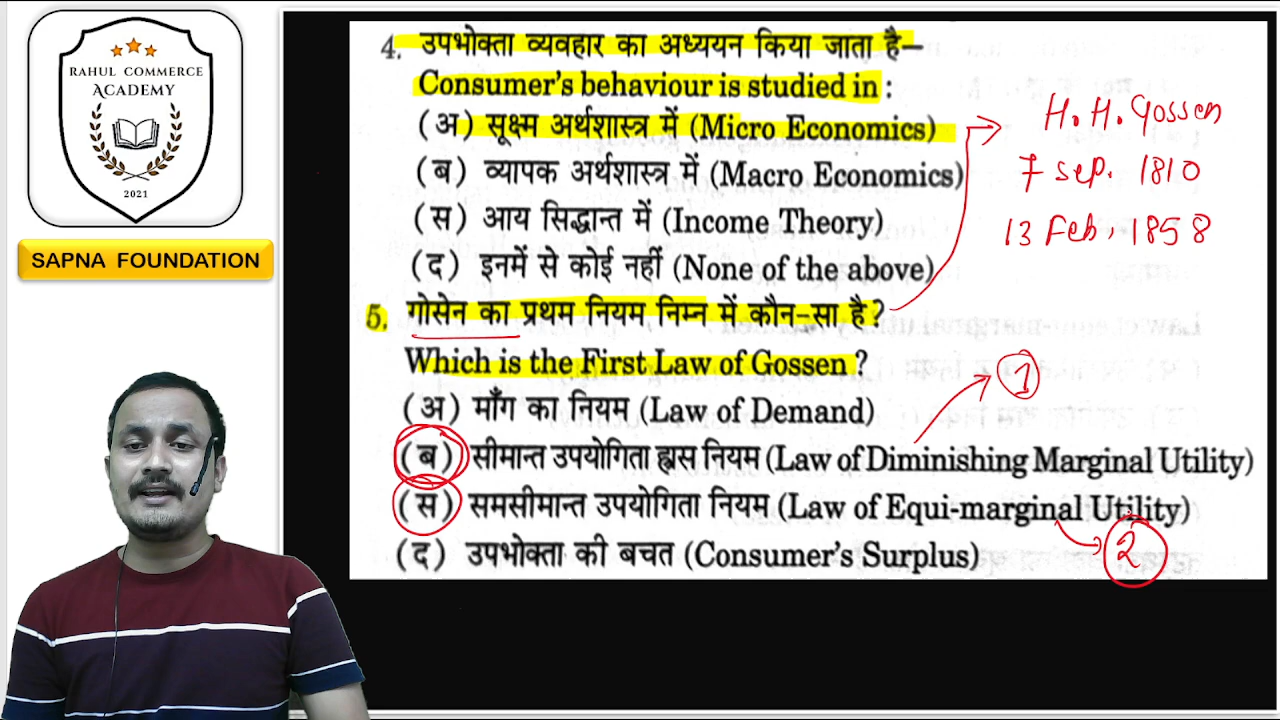 RAHUL COMMERCE
ACADEMY
2021
SAPNA FOUNDATION
4. उपभोक्ता व्यवहार का अध्ययन किया जाता है–
Consumer's behaviour is studied in :
(अ) सूक्ष्म अर्थशास्त्र में (Micro Economics)
(ब) व्यापक अर्थशास्त्र में (Macro Economics)
(स) आय सिद्धान्त में (Income Theory)
(द) इनमें से कोई नहीं (None of the above)
5. गोसेन का प्रथम नियम निम्न में कौन-सा है?
Which is the First Law of Gossen ?
(अ) माँग का नियम (Law of Demand)
(ब) सीमान्त उपयोगिता ह्रास नियम (Law of Diminishing Marginal Utility)
(स) समसीमान्त उपयोगिता नियम (Law of Equi-marginal Utility)
(द) उपभोक्ता की बचत (Consumer's Surplus)
H. H. Gossen
7 sep. 1810
13 Feb, 1858
1
2